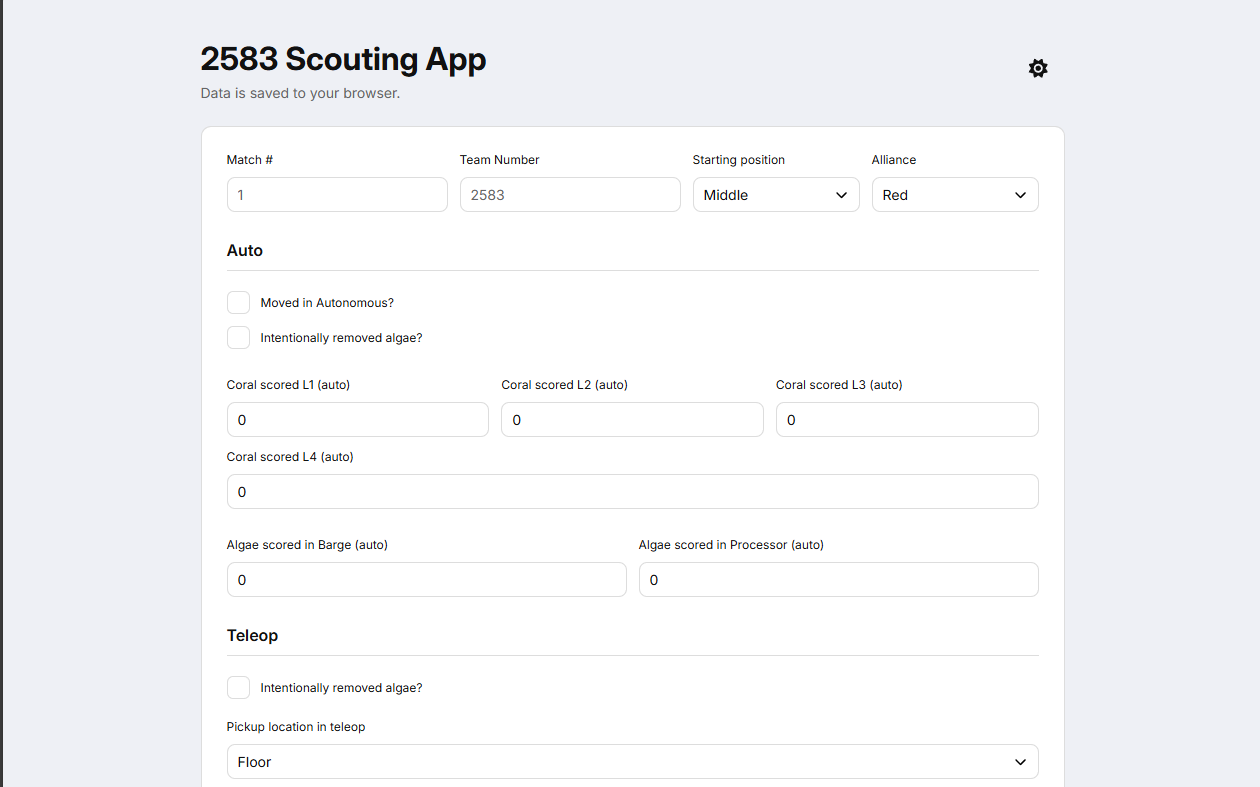 2583 Scouting App
Data is saved to your browser.
Match # Team Number Starting position Alliance
1 2583 Middle Red
Auto
Moved in Autonomous?
Intentionally removed algae?
Coral scored L1 (auto) Coral scored L2 (auto) Coral scored L3 (auto)
0 0 0
Coral scored L4 (auto)
0
Algae scored in Barge (auto) Algae scored in Processor (auto)
0 0
Teleop
Intentionally removed algae?
Pickup location in teleop
Floor